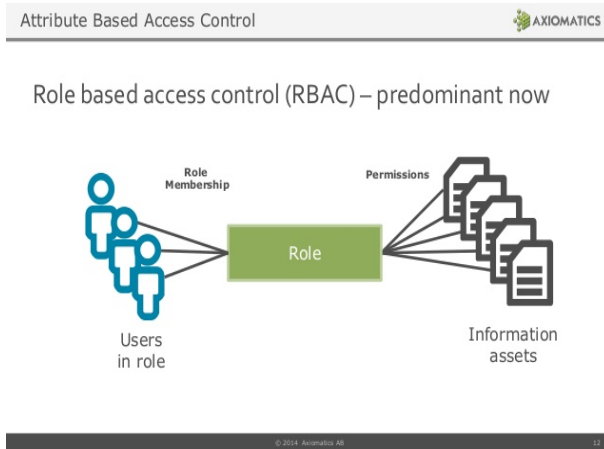 Attribute Based Access Control
AXIOMATICS
Role based access control (RBAC) – predominant now
Role
Membership
Permissions
Role
Users
in role
Information
assets
© 2014 Axiomatics AB
12